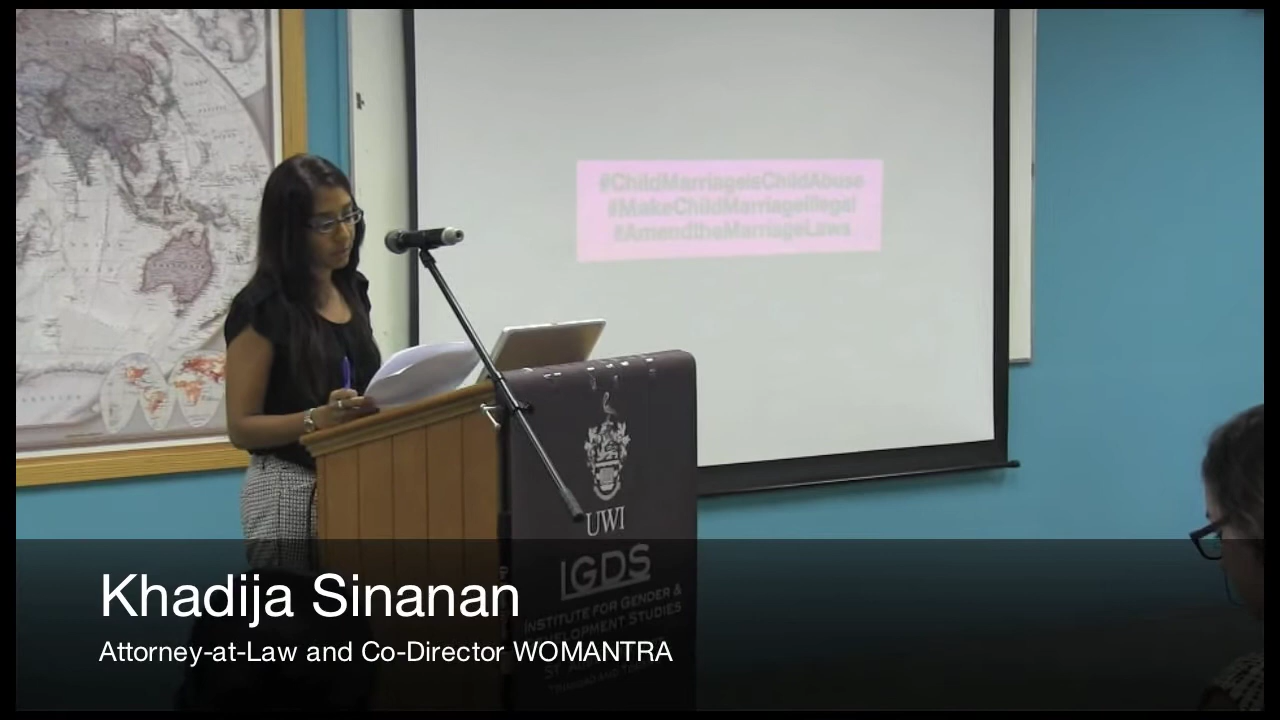 #ChildMarriageisChildAbuse
#MakeChildMarriageIllegal
#AmendtheMarriageLaws
UWI
IGDS
INSTITUTE FOR GENDER &
DEVELOPMENT STUDIES
Khadija Sinanan
Attorney-at-Law and Co-Director WOMANTRA